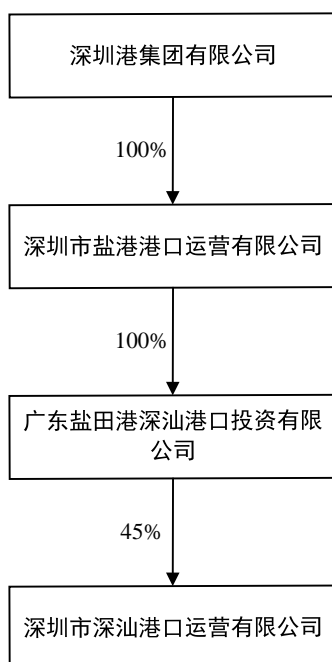 深圳港集团有限公司
100%
深圳市盐港港口运营有限公司
100%
广东盐田港深汕港口投资有限
公司
45%
深圳市深汕港口运营有限公司